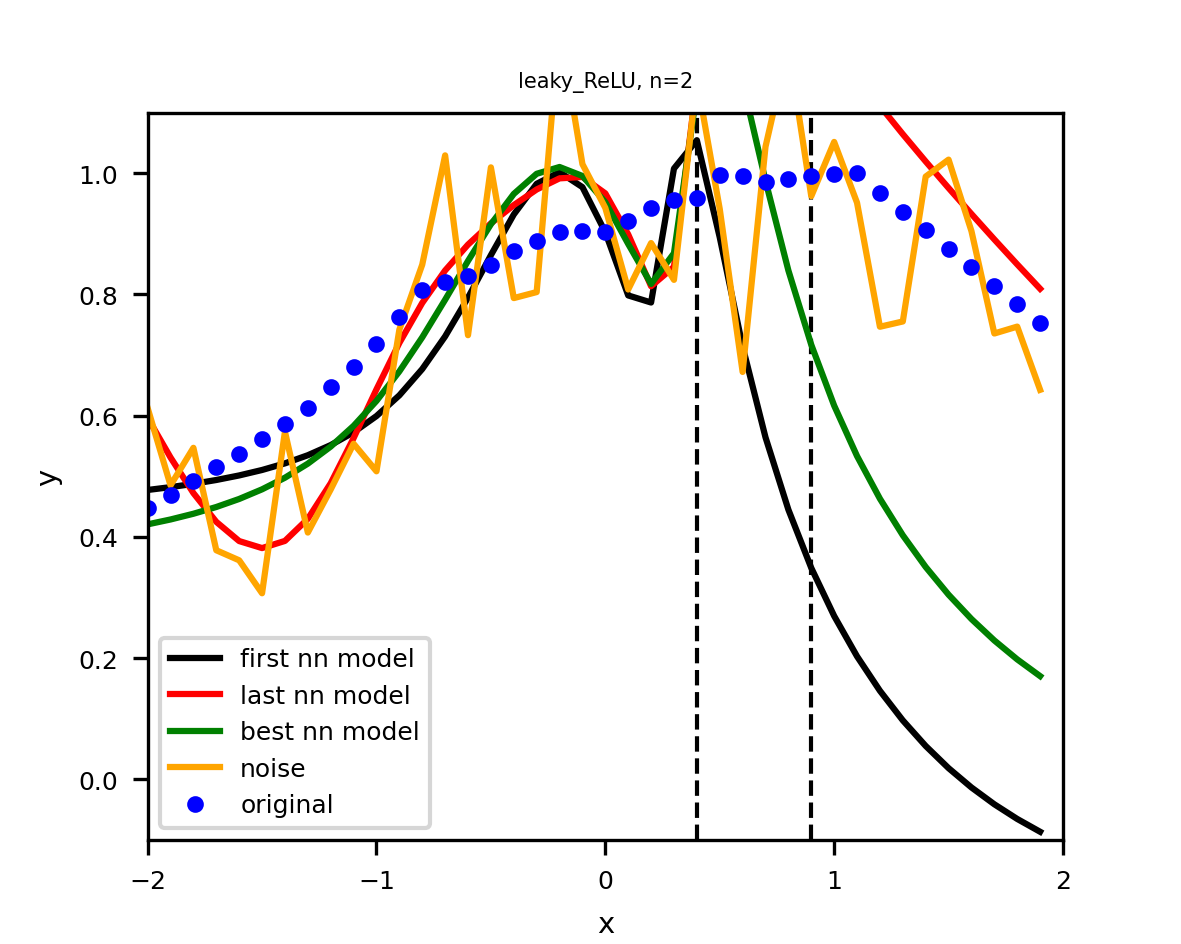 leaky_ReLU, n=2
1.0
0.8
0.6
0.4
0.2
0.0
y
first nn model
last nn model
best nn model
noise
original
−2
−1
0
1
2
x